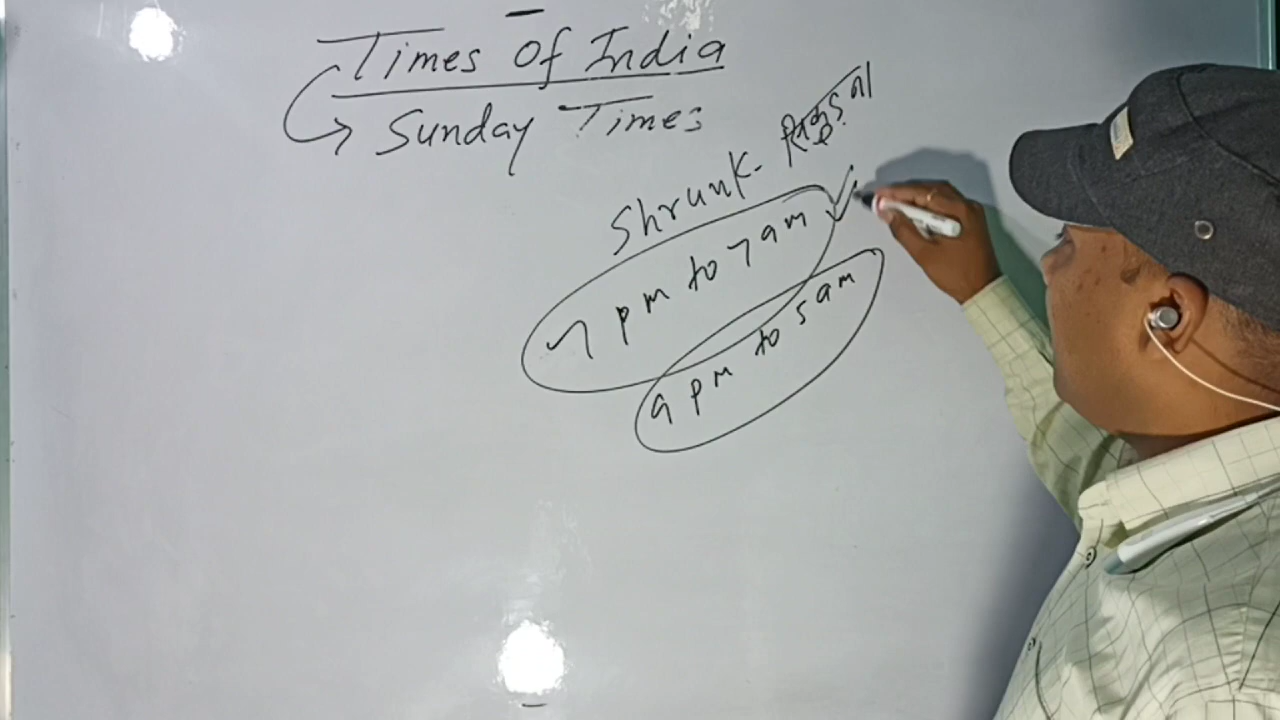 Times of India
Sunday Times
Shrunk - सिकुड़ना
7 pm to 7 am
9 pm to 5 am